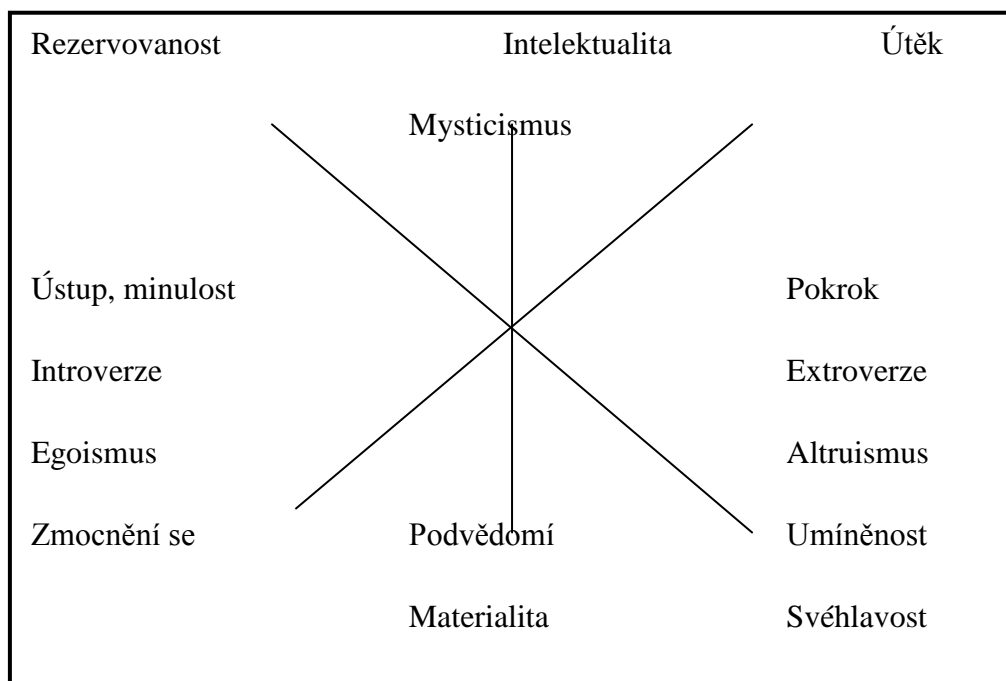 Rezervovanost Intelektualita Útěk
Mysticismus
Ústup, minulost Pokrok
Introverze Extroverze
Egoismus Altruismus
Zmocnění se Podvědomí Umíněnost
Materialita Svéhlavost